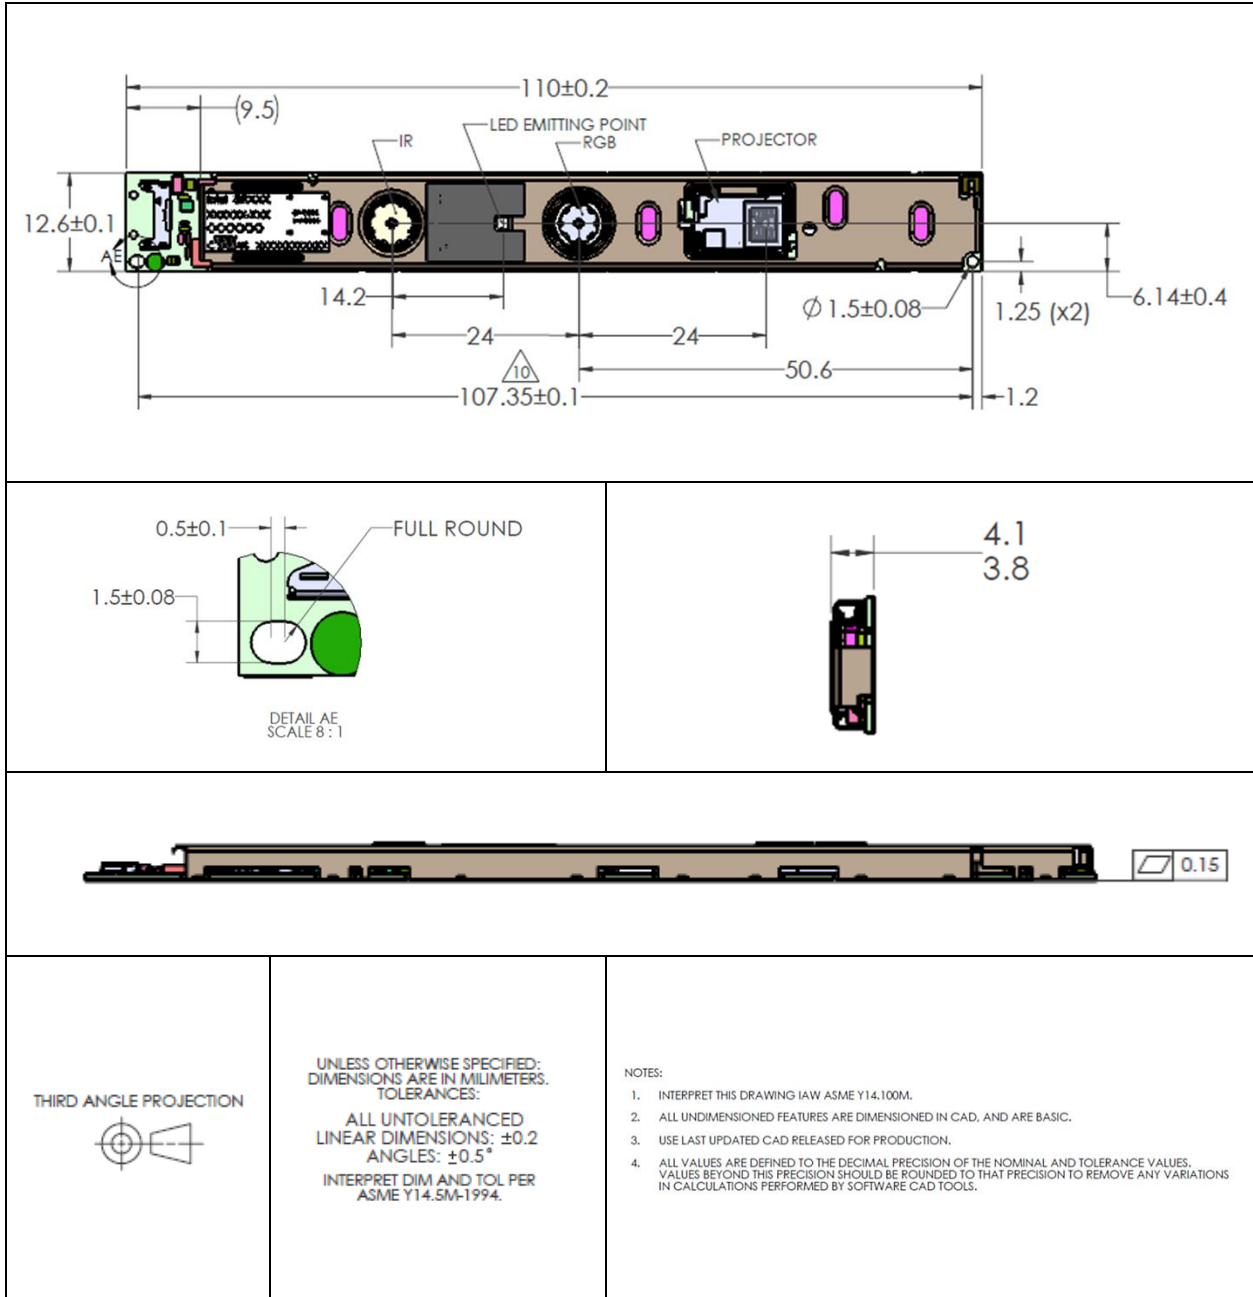 110±0.2
(9.5)
LED EMITTING POINT
IR
RGB
PROJECTOR
12.6±0.1
AE
14.2
Ø 1.5±0.08
1.25 (x2)
6.14±0.4
24
24
10
50.6
107.35±0.1
1.2
0.5±0.1
FULL ROUND
1.5±0.08
DETAIL AE
SCALE 8 : 1
4.1
3.8
0.15
THIRD ANGLE PROJECTION
UNLESS OTHERWISE SPECIFIED:
DIMENSIONS ARE IN MILIMETERS.
TOLERANCES:
ALL UNTOLERANCED
LINEAR DIMENSIONS: ±0.2
ANGLES: ±0.5°
INTERPRET DIM AND TOL PER
ASME Y14.5M-1994.
NOTES:
1. INTERPRET THIS DRAWING IAW ASME Y14.100M.
2. ALL UNDIMENSIONED FEATURES ARE DIMENSIONED IN CAD, AND ARE BASIC.
3. USE LAST UPDATED CAD RELEASED FOR PRODUCTION.
4. ALL VALUES ARE DEFINED TO THE DECIMAL PRECISION OF THE NOMINAL AND TOLERANCE VALUES.
VALUES BEYOND THIS PRECISION SHOULD BE ROUNDED TO THAT PRECISION TO REMOVE ANY VARIATIONS
IN CALCULATIONS PERFORMED BY SOFTWARE CAD TOOLS.